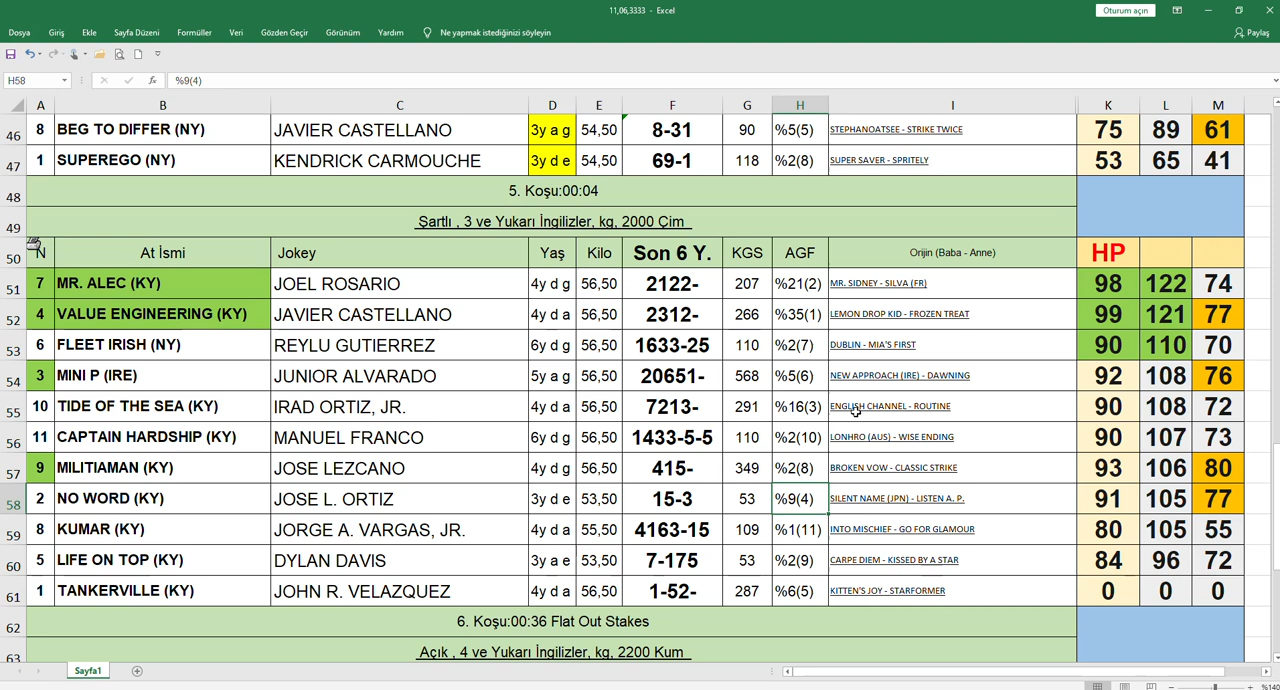 11,06,3333 - Excel
Oturum açın
Dosya Giriş Ekle Sayfa Düzeni Formüller Veri Gözden Geçir Görünüm Yardım Ne yapmak istediğinizi söyleyin Paylaş
H58 fx %9(4)
A B C D E F G H I K L M
46 8 BEG TO DIFFER (NY) JAVIER CASTELLANO 3y a g 54,50 8-31 90 %5(5) STEPHANOATSEE - STRIKE TWICE 75 89 61
47 1 SUPEREGO (NY) KENDRICK CARMOUCHE 3y d e 54,50 69-1 118 %2(8) SUPER SAVER - SPRITELY 53 65 41
48 5. Koşu:00:04
49 Şartlı , 3 ve Yukarı İngilizler, kg, 2000 Çim
50 N At İsmi Jokey Yaş Kilo Son 6 Y. KGS AGF Orijin (Baba - Anne) HP
51 7 MR. ALEC (KY) JOEL ROSARIO 4y d g 56,50 2122- 207 %21(2) MR. SIDNEY - SILVA (FR) 98 122 74
52 4 VALUE ENGINEERING (KY) JAVIER CASTELLANO 4y d a 56,50 2312- 266 %35(1) LEMON DROP KID - FROZEN TREAT 99 121 77
53 6 FLEET IRISH (NY) REYLU GUTIERREZ 6y d g 56,50 1633-25 110 %2(7) DUBLIN - MIA'S FIRST 90 110 70
54 3 MINI P (IRE) JUNIOR ALVARADO 5y a g 56,50 20651- 568 %5(6) NEW APPROACH (IRE) - DAWNING 92 108 76
55 10 TIDE OF THE SEA (KY) IRAD ORTIZ, JR. 4y d a 56,50 7213- 291 %16(3) ENGLISH CHANNEL - ROUTINE 90 108 72
56 11 CAPTAIN HARDSHIP (KY) MANUEL FRANCO 6y d g 56,50 1433-5-5 110 %2(10) LONHRO (AUS) - WISE ENDING 90 107 73
57 9 MILITIAMAN (KY) JOSE LEZCANO 4y d g 56,50 415- 349 %2(8) BROKEN VOW - CLASSIC STRIKE 93 106 80
58 2 NO WORD (KY) JOSE L. ORTIZ 3y d e 53,50 15-3 53 %9(4) SILENT NAME (JPN) - LISTEN A. P. 91 105 77
59 8 KUMAR (KY) JORGE A. VARGAS, JR. 4y d a 55,50 4163-15 109 %1(11) INTO MISCHIEF - GO FOR GLAMOUR 80 105 55
60 5 LIFE ON TOP (KY) DYLAN DAVIS 3y a e 53,50 7-175 53 %2(9) CARPE DIEM - KISSED BY A STAR 84 96 72
61 1 TANKERVILLE (KY) JOHN R. VELAZQUEZ 4y d a 56,50 1-52- 287 %6(5) KITTEN'S JOY - STARFORMER 0 0 0
62 6. Koşu:00:36 Flat Out Stakes
63 Açık , 4 ve Yukarı İngilizler, kg, 2200 Kum
Sayfa1
%140